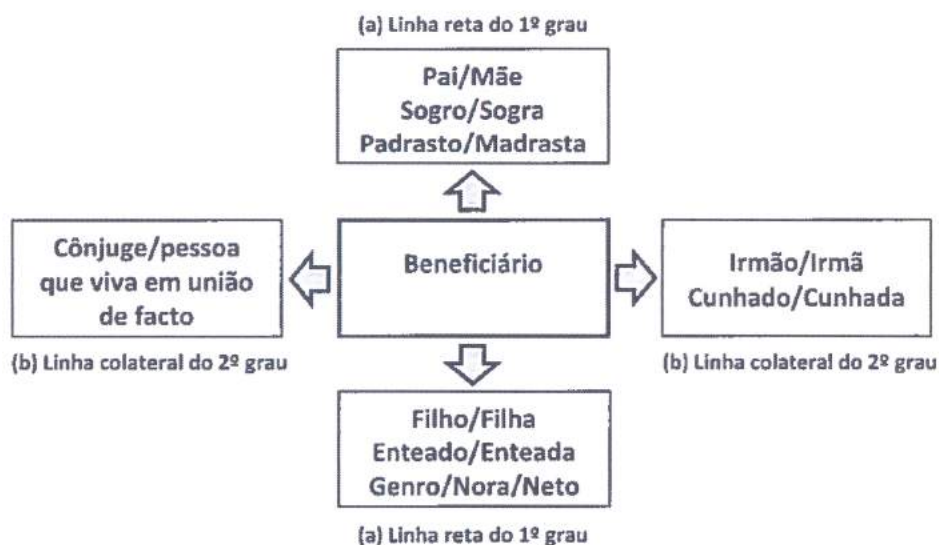 (a) Linha reta do 1º grau
Pai/Mãe
Sogro/Sogra
Padrasto/Madrasta
Cônjuge/pessoa
que viva em união
de facto
(b) Linha colateral do 2º grau
Beneficiário
Irmão/Irmã
Cunhado/Cunhada
(b) Linha colateral do 2º grau
Filho/Filha
Enteado/Enteada
Genro/Nora/Neto
(a) Linha reta do 1º grau